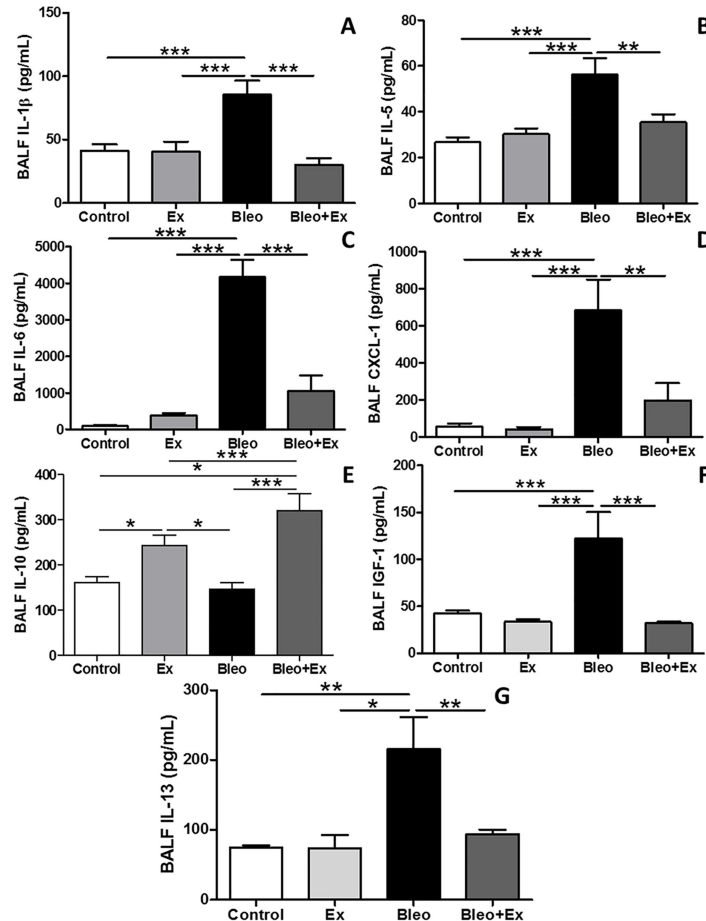 A
BALF IL-1β (pg/mL)
150
100
50
0
*** 
*** ***
Control Ex Bleo Bleo+Ex
B
BALF IL-5 (pg/mL)
80
60
40
20
0
***
*** **
Control Ex Bleo Bleo+Ex
C
BALF IL-6 (pg/mL)
5000
4000
3000
2000
1000
0
***
*** ***
Control Ex Bleo Bleo+Ex
D
BALF CXCL-1 (pg/mL)
1000
800
600
400
200
0
***
*** **
Control Ex Bleo Bleo+Ex
E
BALF IL-10 (pg/mL)
400
300
200
100
0
***
*
***
* *
Control Ex Bleo Bleo+Ex
F
BALF IGF-1 (pg/mL)
200
150
100
50
0
***
*** ***
Control Ex Bleo Bleo+Ex
G
BALF IL-13 (pg/mL)
300
200
100
0
**
* **
Control Ex Bleo Bleo+Ex